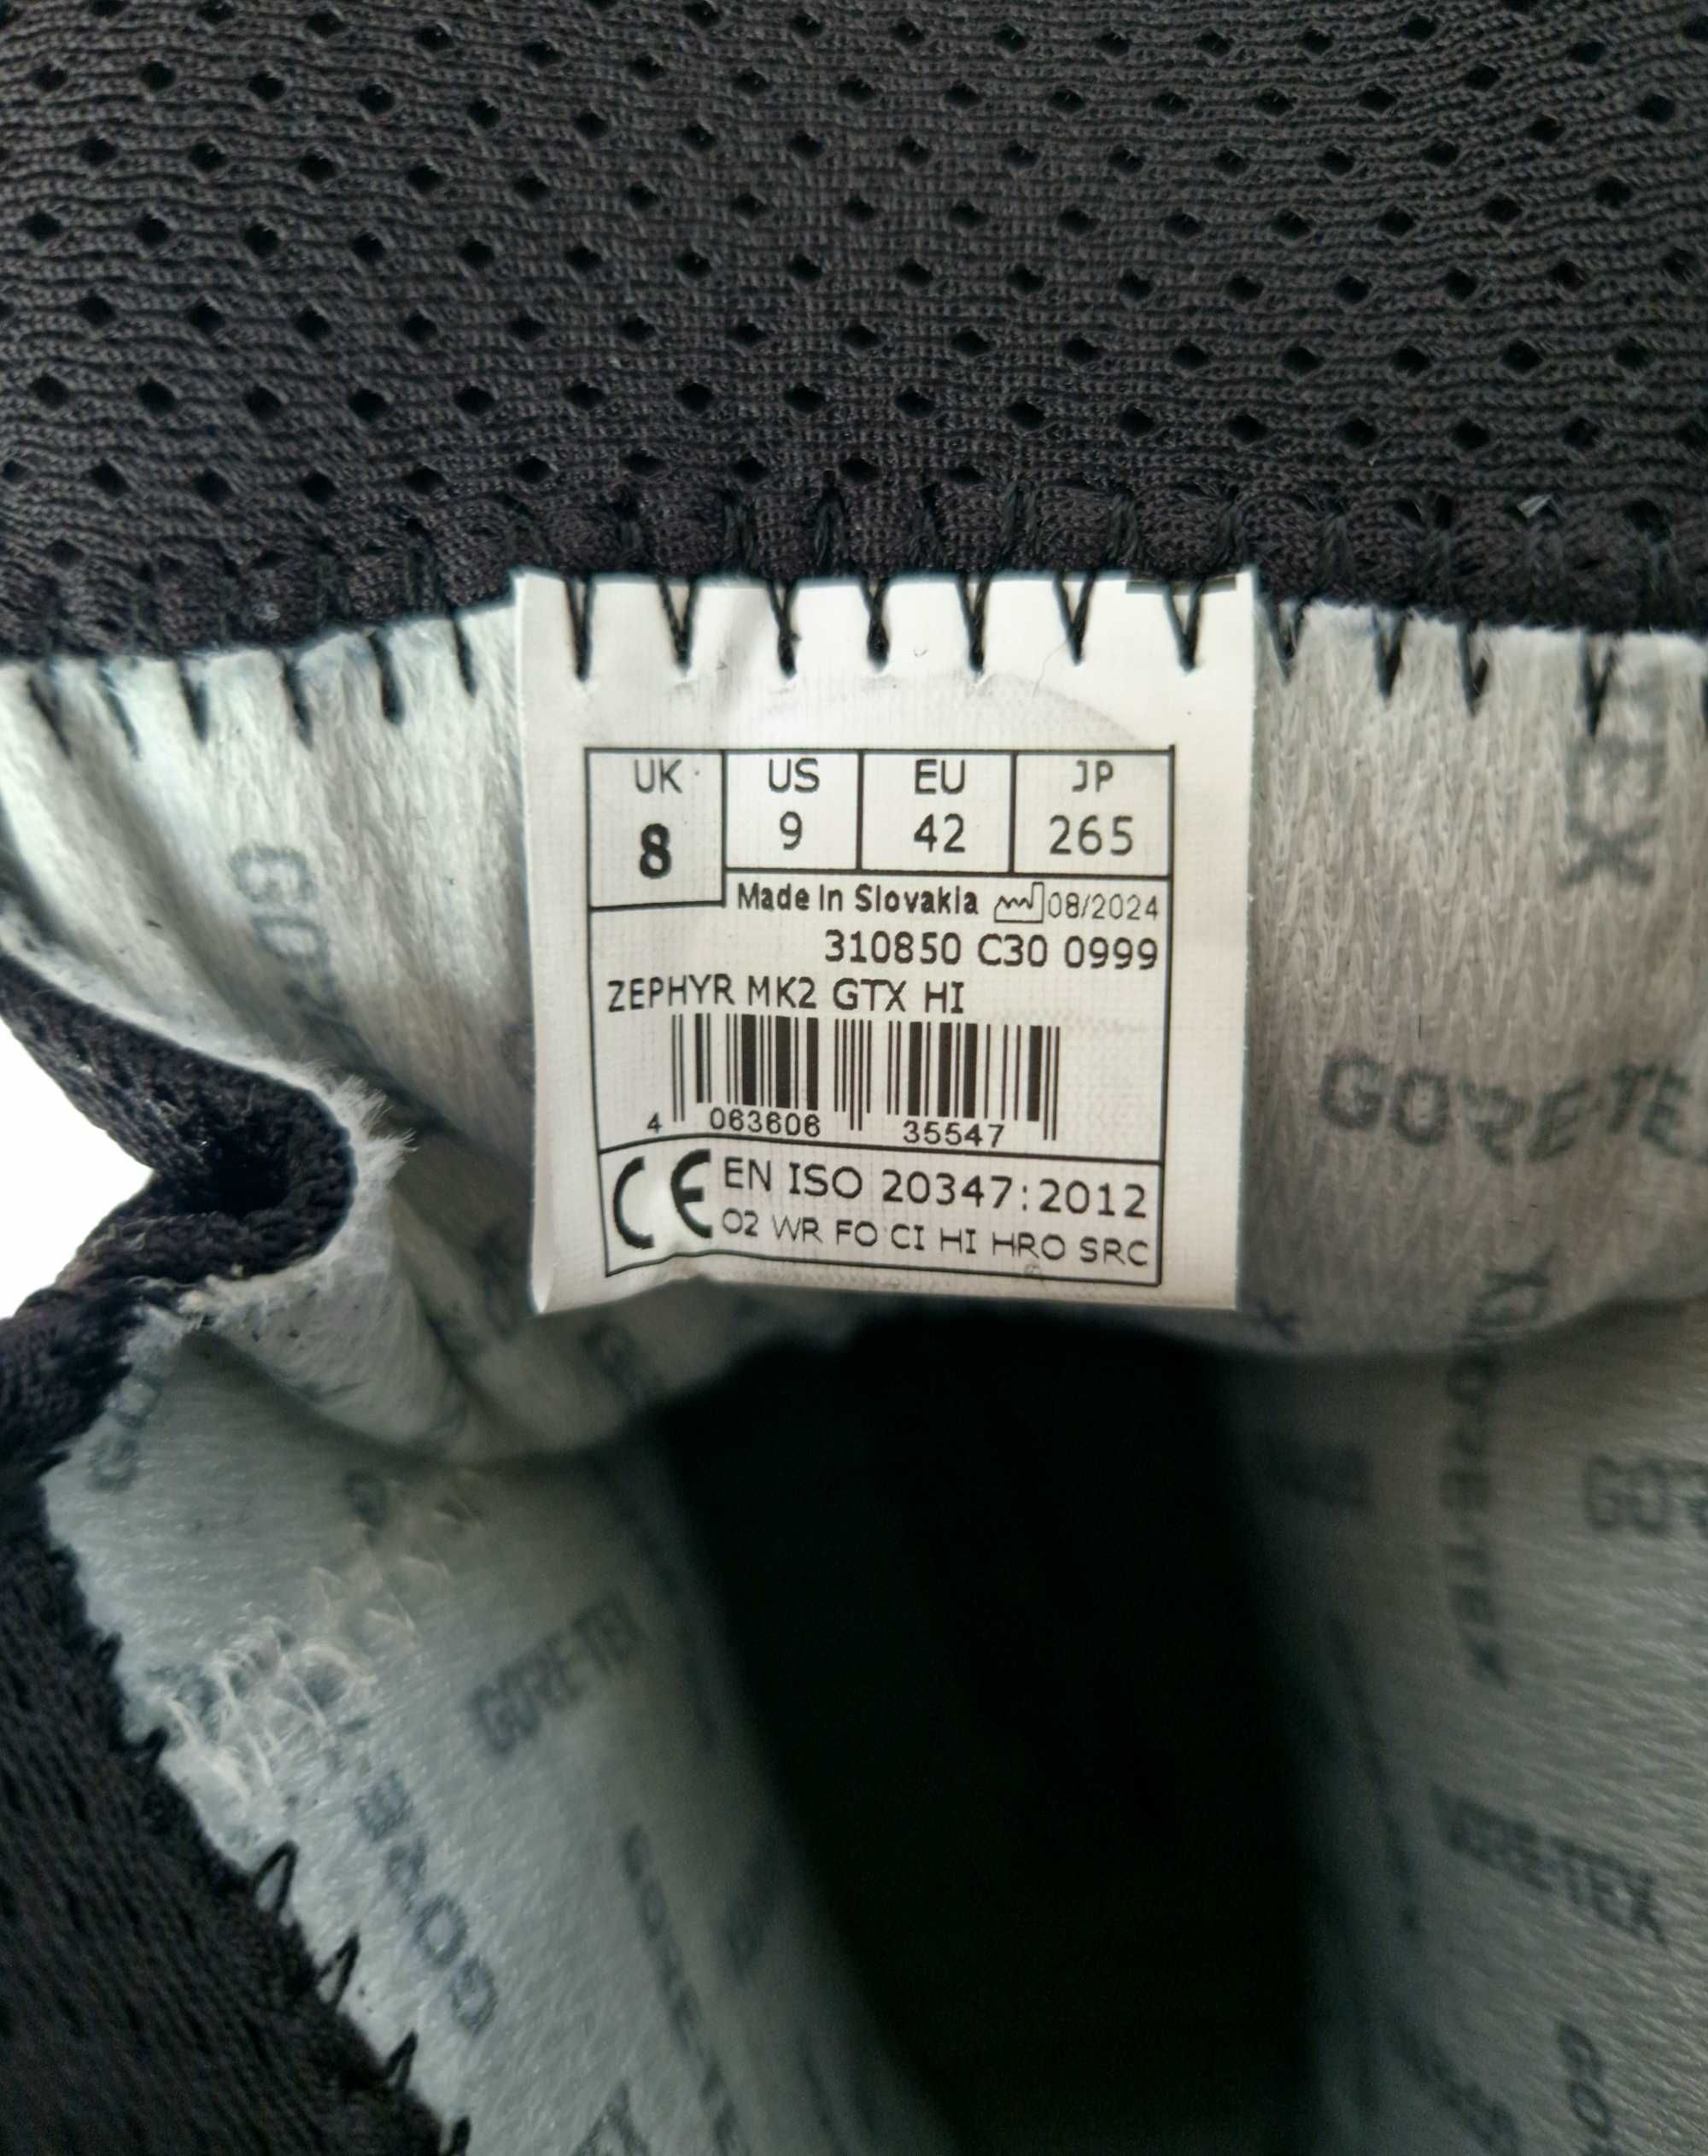 UK US EU JP
8 9 42 265
Made In Slovakia 08/2024
310850 C30 0999
ZEPHYR MK2 GTX HI
4 063606 35547
CE EN ISO 20347:2012
O2 WR FO CI HI HRO SRC
TEX
GORETE
GORE-TEX
GORE-TEX